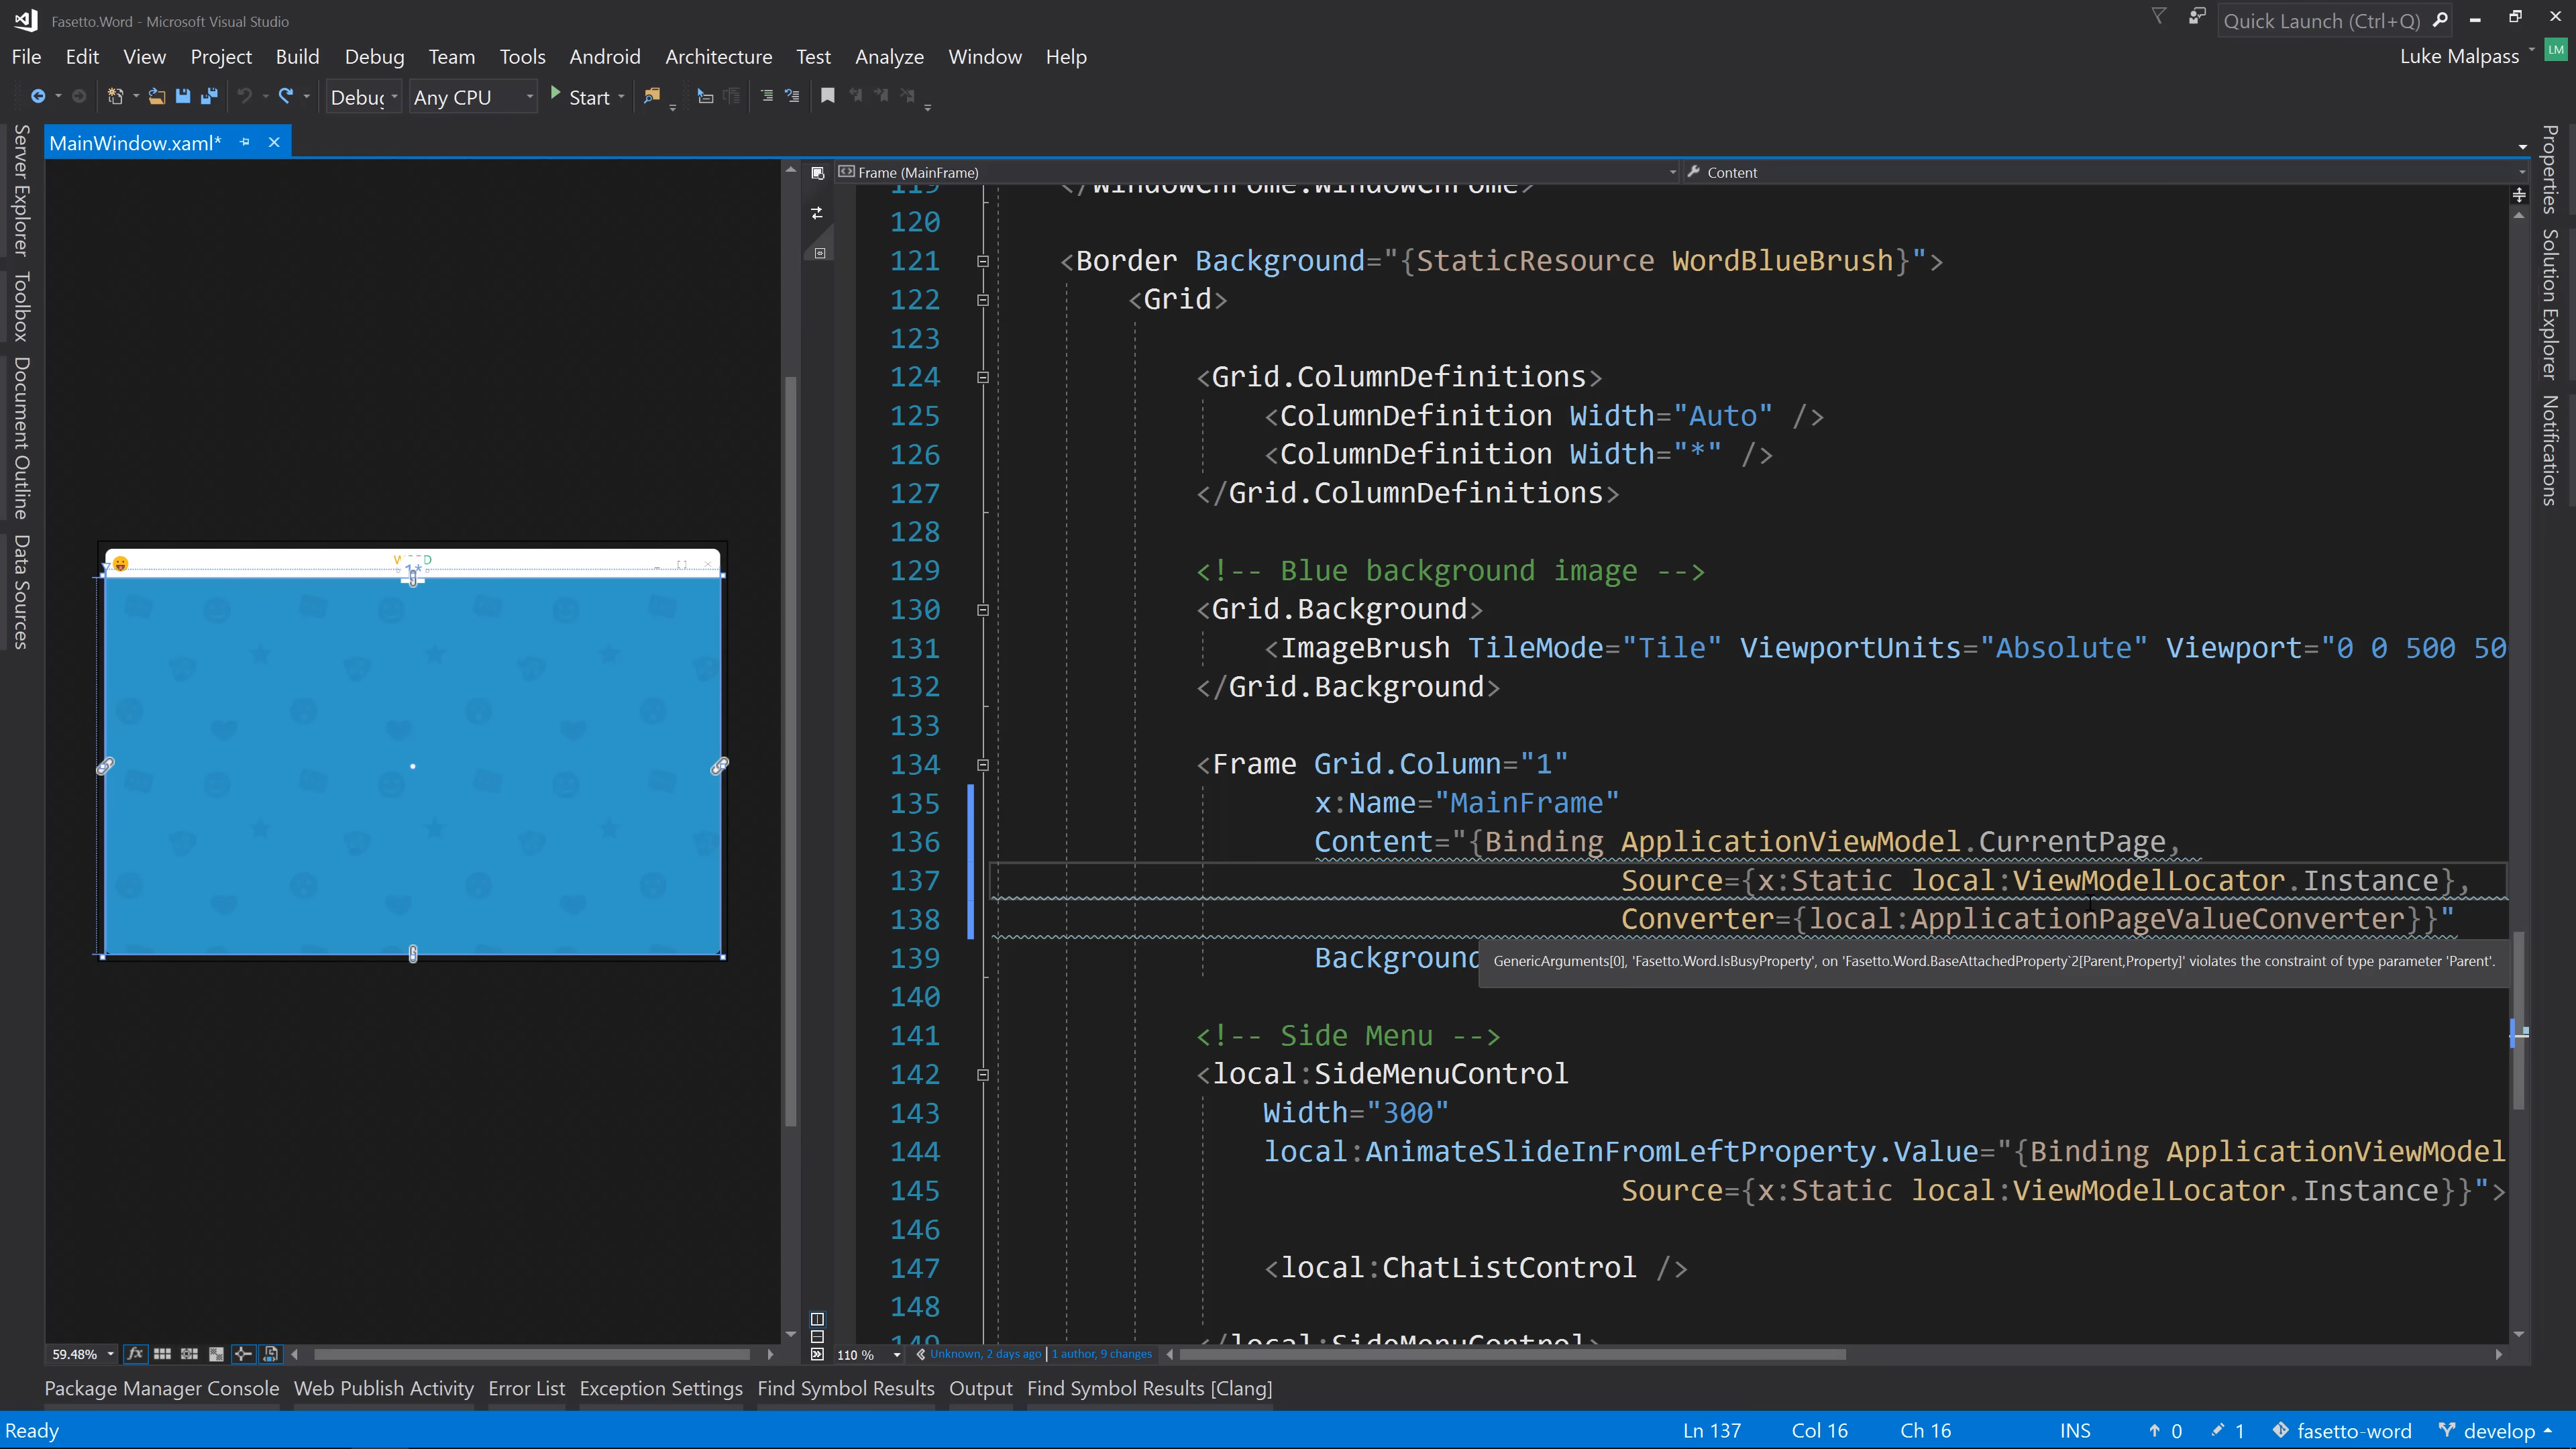 Fasetto.Word - Microsoft Visual Studio
Quick Launch (Ctrl+Q)
File Edit View Project Build Debug Team Tools Android Architecture Test Analyze Window Help
Luke Malpass
LM
Debug Any CPU Start
MainWindow.xaml*
Server Explorer
Toolbox
Document Outline
Data Sources
Properties
Solution Explorer
Notifications
Frame (MainFrame)
Content
119 </WindowChrome.WindowChrome>
120
121 <Border Background="{StaticResource WordBlueBrush}">
122 <Grid>
123
124 <Grid.ColumnDefinitions>
125 <ColumnDefinition Width="Auto" />
126 <ColumnDefinition Width="*" />
127 </Grid.ColumnDefinitions>
128
129 <!-- Blue background image -->
130 <Grid.Background>
131 <ImageBrush TileMode="Tile" ViewportUnits="Absolute" Viewport="0 0 500 50
132 </Grid.Background>
133
134 <Frame Grid.Column="1"
135 x:Name="MainFrame"
136 Content="{Binding ApplicationViewModel.CurrentPage,
137 Source={x:Static local:ViewModelLocator.Instance},
138 Converter={local:ApplicationPageValueConverter}}"
139 Background
GenericArguments[0], 'Fasetto.Word.IsBusyProperty', on 'Fasetto.Word.BaseAttachedProperty`2[Parent,Property]' violates the constraint of type parameter 'Parent'.
140
141 <!-- Side Menu -->
142 <local:SideMenuControl
143 Width="300"
144 local:AnimateSlideInFromLeftProperty.Value="{Binding ApplicationViewModel
145 Source={x:Static local:ViewModelLocator.Instance}}">
146
147 <local:ChatListControl />
148
149 </local:SideMenuControl>
59.48%
fx
110 %
Unknown, 2 days ago | 1 author, 9 changes
Package Manager Console Web Publish Activity Error List Exception Settings Find Symbol Results Output Find Symbol Results [Clang]
Ready
Ln 137 Col 16 Ch 16 INS 0 1 fasetto-word develop